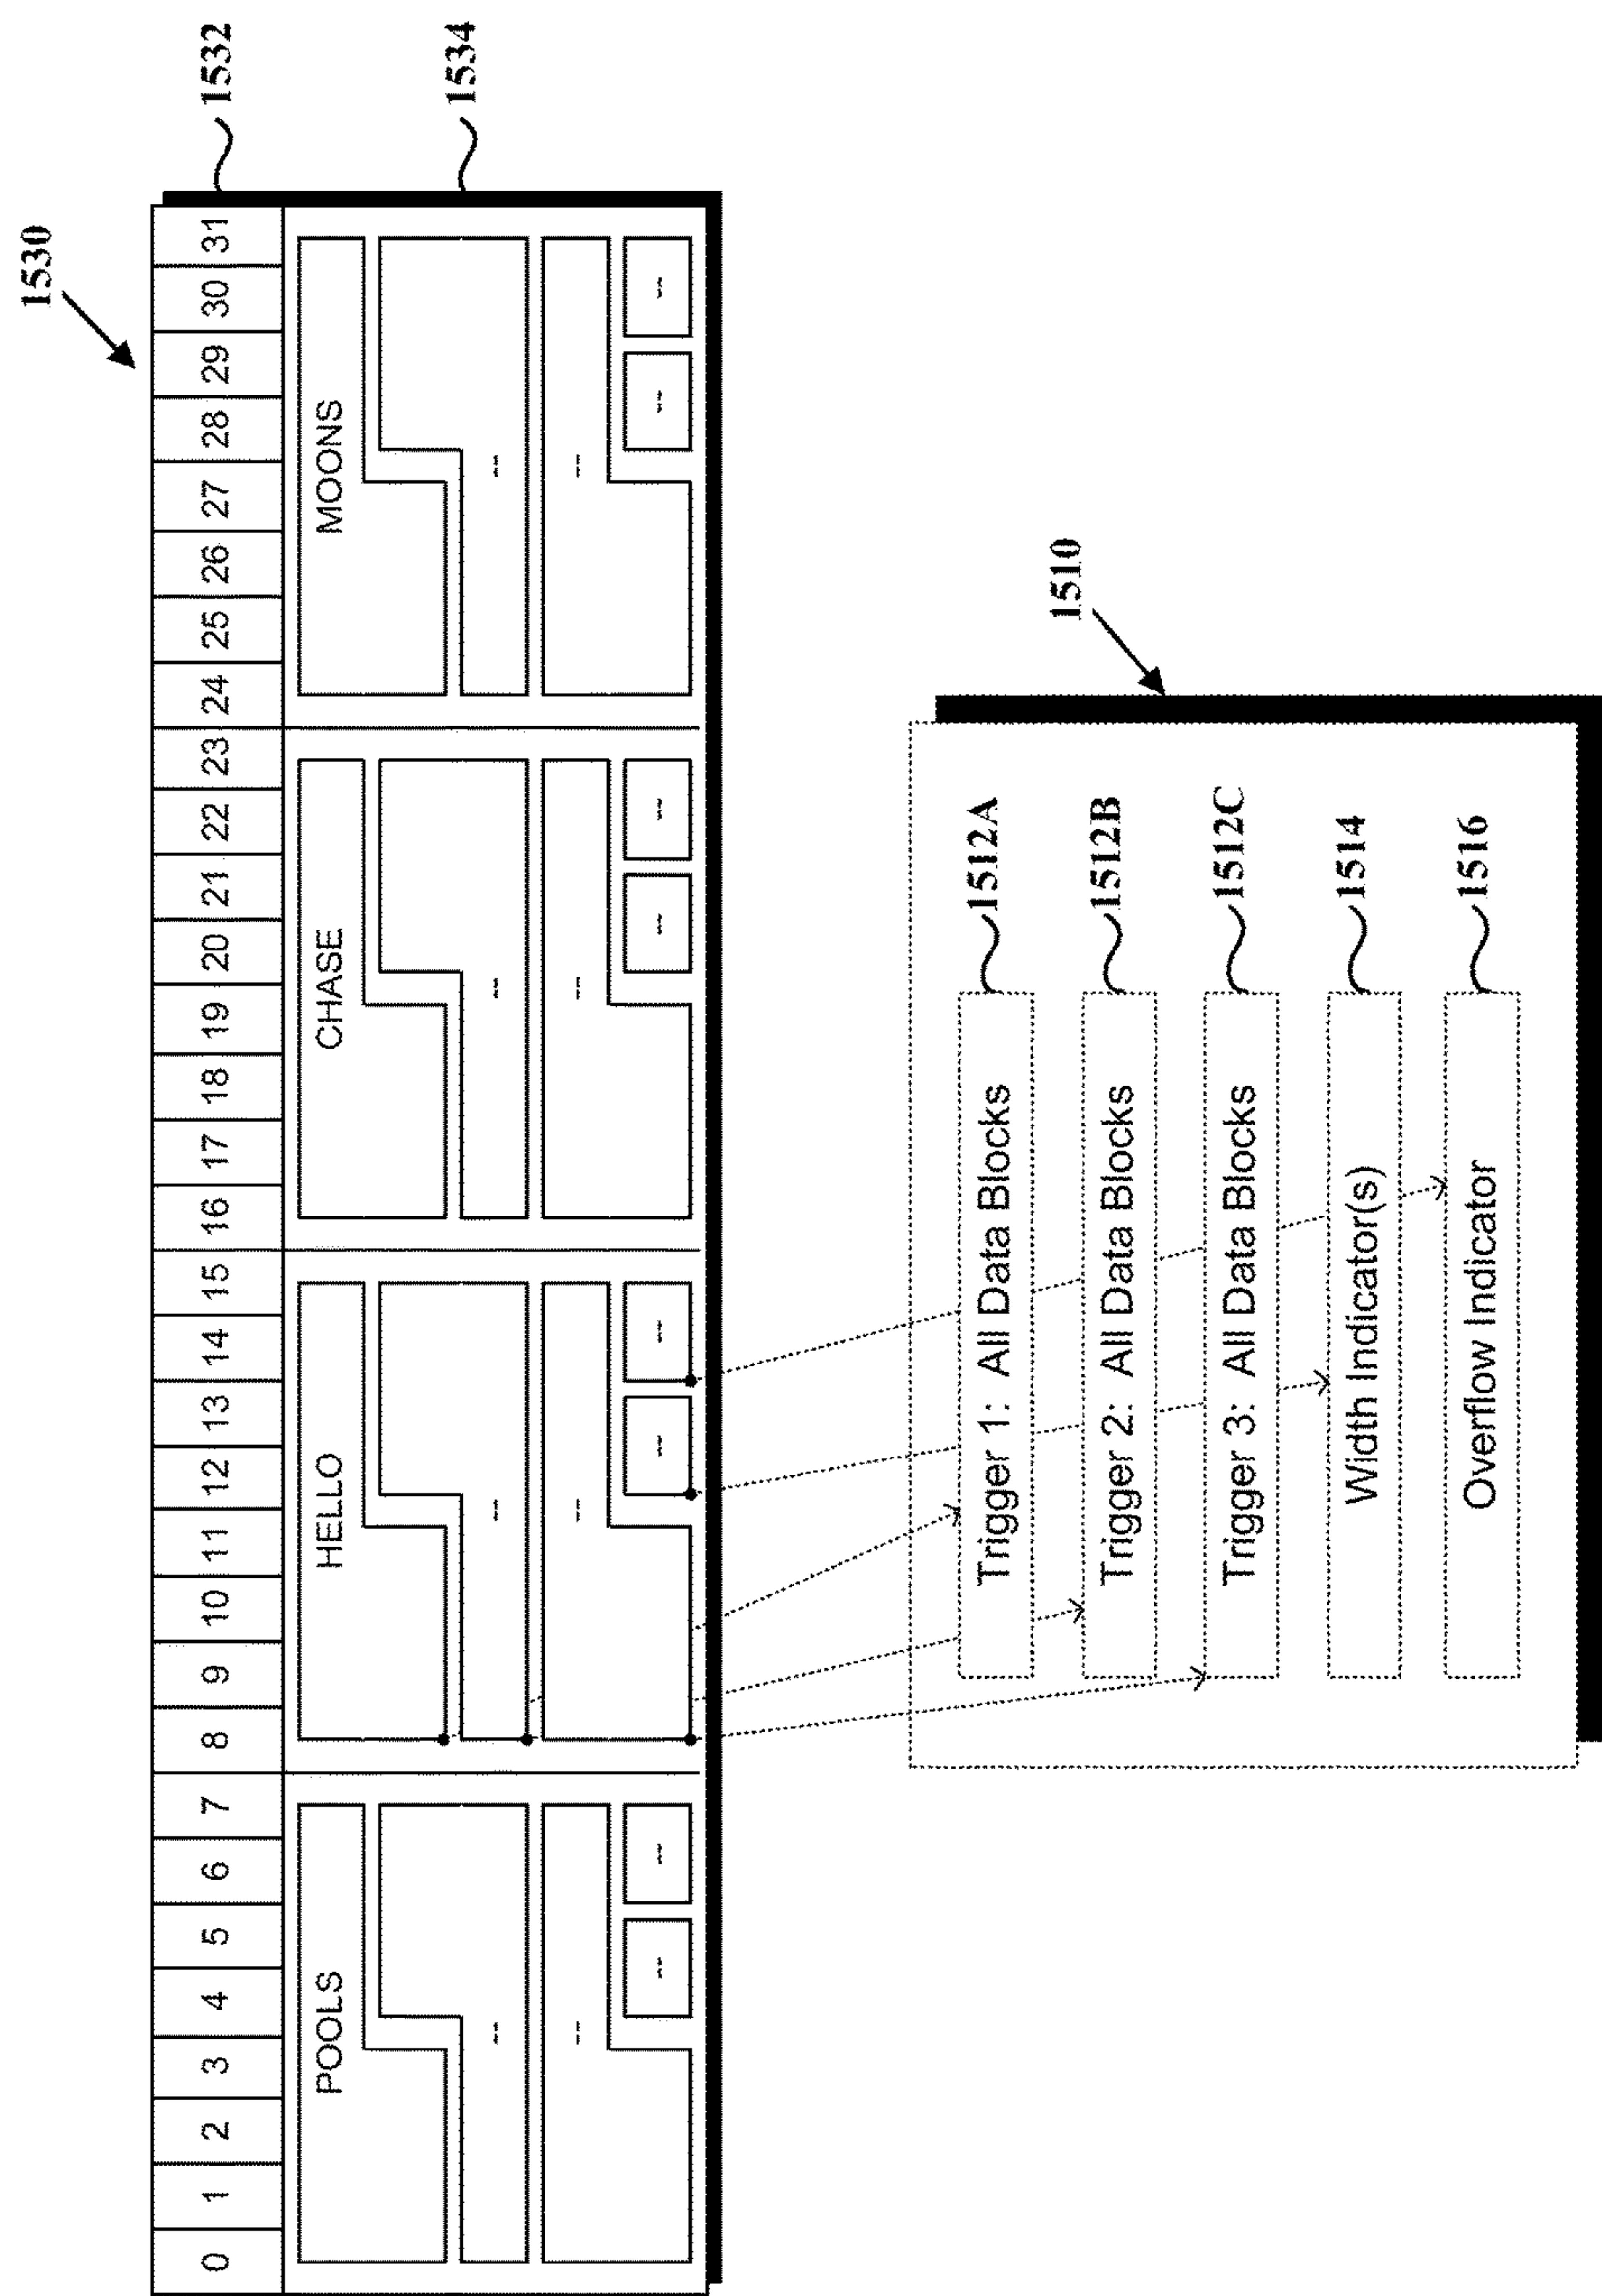 1530
0 1 2 3 4 5 6 7 8 9 10 11 12 13 14 15 16 17 18 19 20 21 22 23 24 25 26 27 28 29 30 31
1532
POOLS HELLO CHASE MOONS
1534
-- -- -- --
-- -- -- --
-- -- -- -- -- -- -- --
1510
Trigger 1: All Data Blocks 1512A
Trigger 2: All Data Blocks 1512B
Trigger 3: All Data Blocks 1512C
Width Indicator(s) 1514
Overflow Indicator 1516